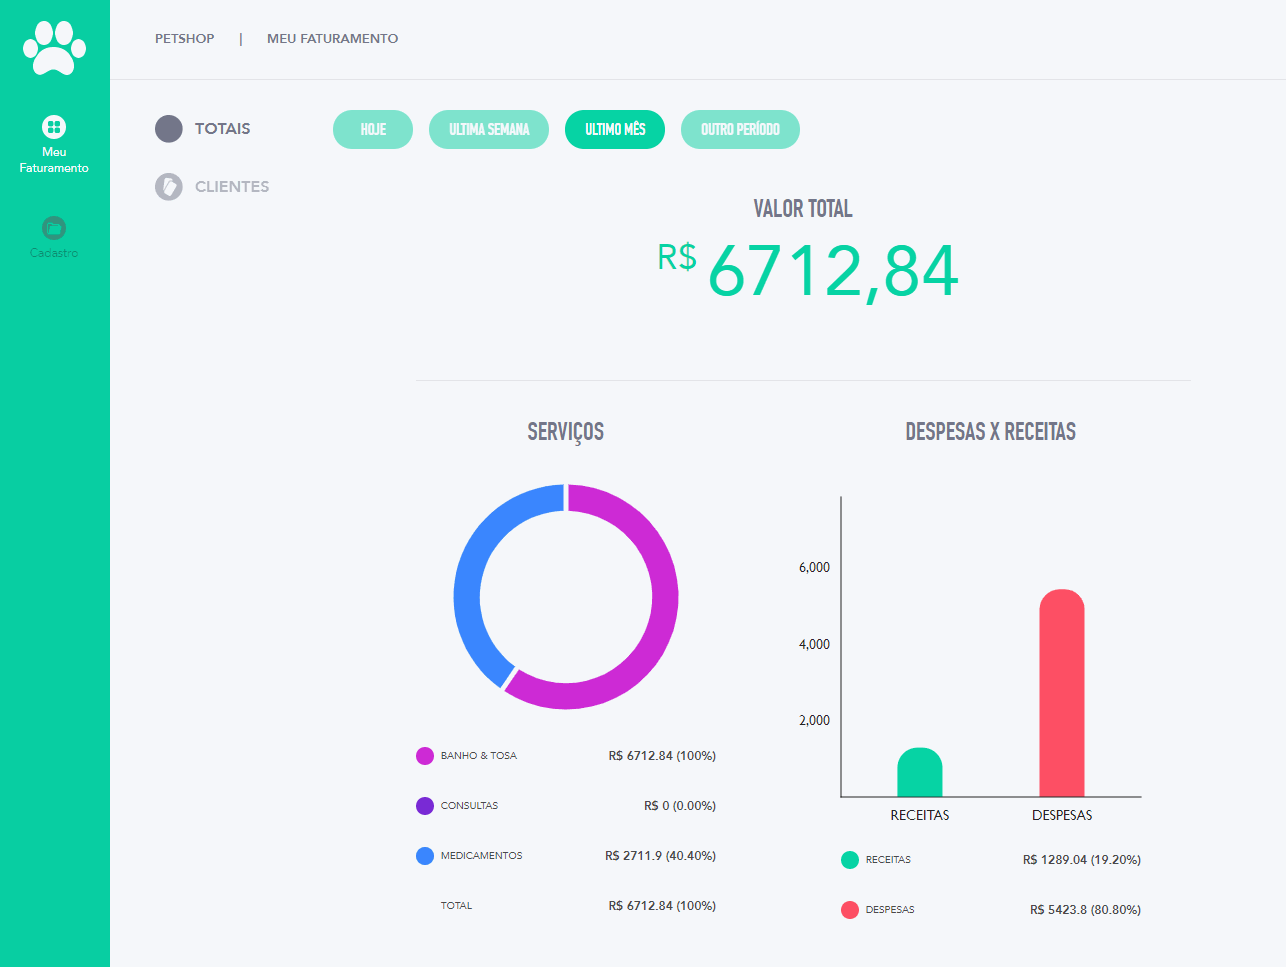 PETSHOP | MEU FATURAMENTO
Meu
Faturamento
Cadastro
TOTAIS
CLIENTES
HOJE
ULTIMA SEMANA
ULTIMO MÊS
OUTRO PERÍODO
VALOR TOTAL
R$ 6712,84
SERVIÇOS
BANHO & TOSA R$ 6712.84 (100%)
CONSULTAS R$ 0 (0.00%)
MEDICAMENTOS R$ 2711.9 (40.40%)
TOTAL R$ 6712.84 (100%)
DESPESAS X RECEITAS
6,000
4,000
2,000
RECEITAS DESPESAS
RECEITAS R$ 1289.04 (19.20%)
DESPESAS R$ 5423.8 (80.80%)